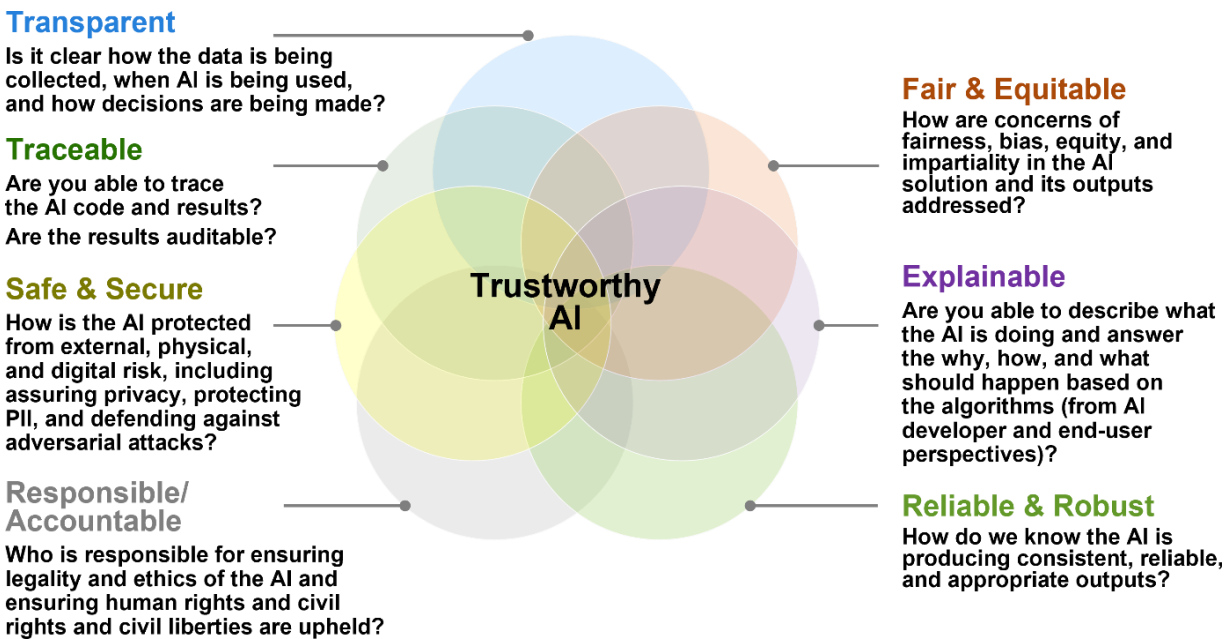 Transparent
Is it clear how the data is being
collected, when AI is being used,
and how decisions are being made?
Traceable
Are you able to trace
the AI code and results?
Are the results auditable?
Safe & Secure
How is the AI protected
from external, physical,
and digital risk, including
assuring privacy, protecting
PII, and defending against
adversarial attacks?
Responsible/
Accountable
Who is responsible for ensuring
legality and ethics of the AI and
ensuring human rights and civil
rights and civil liberties are upheld?
Trustworthy
AI
Fair & Equitable
How are concerns of
fairness, bias, equity, and
impartiality in the AI
solution and its outputs
addressed?
Explainable
Are you able to describe what
the AI is doing and answer
the why, how, and what
should happen based on
the algorithms (from AI
developer and end-user
perspectives)?
Reliable & Robust
How do we know the AI is
producing consistent, reliable,
and appropriate outputs?